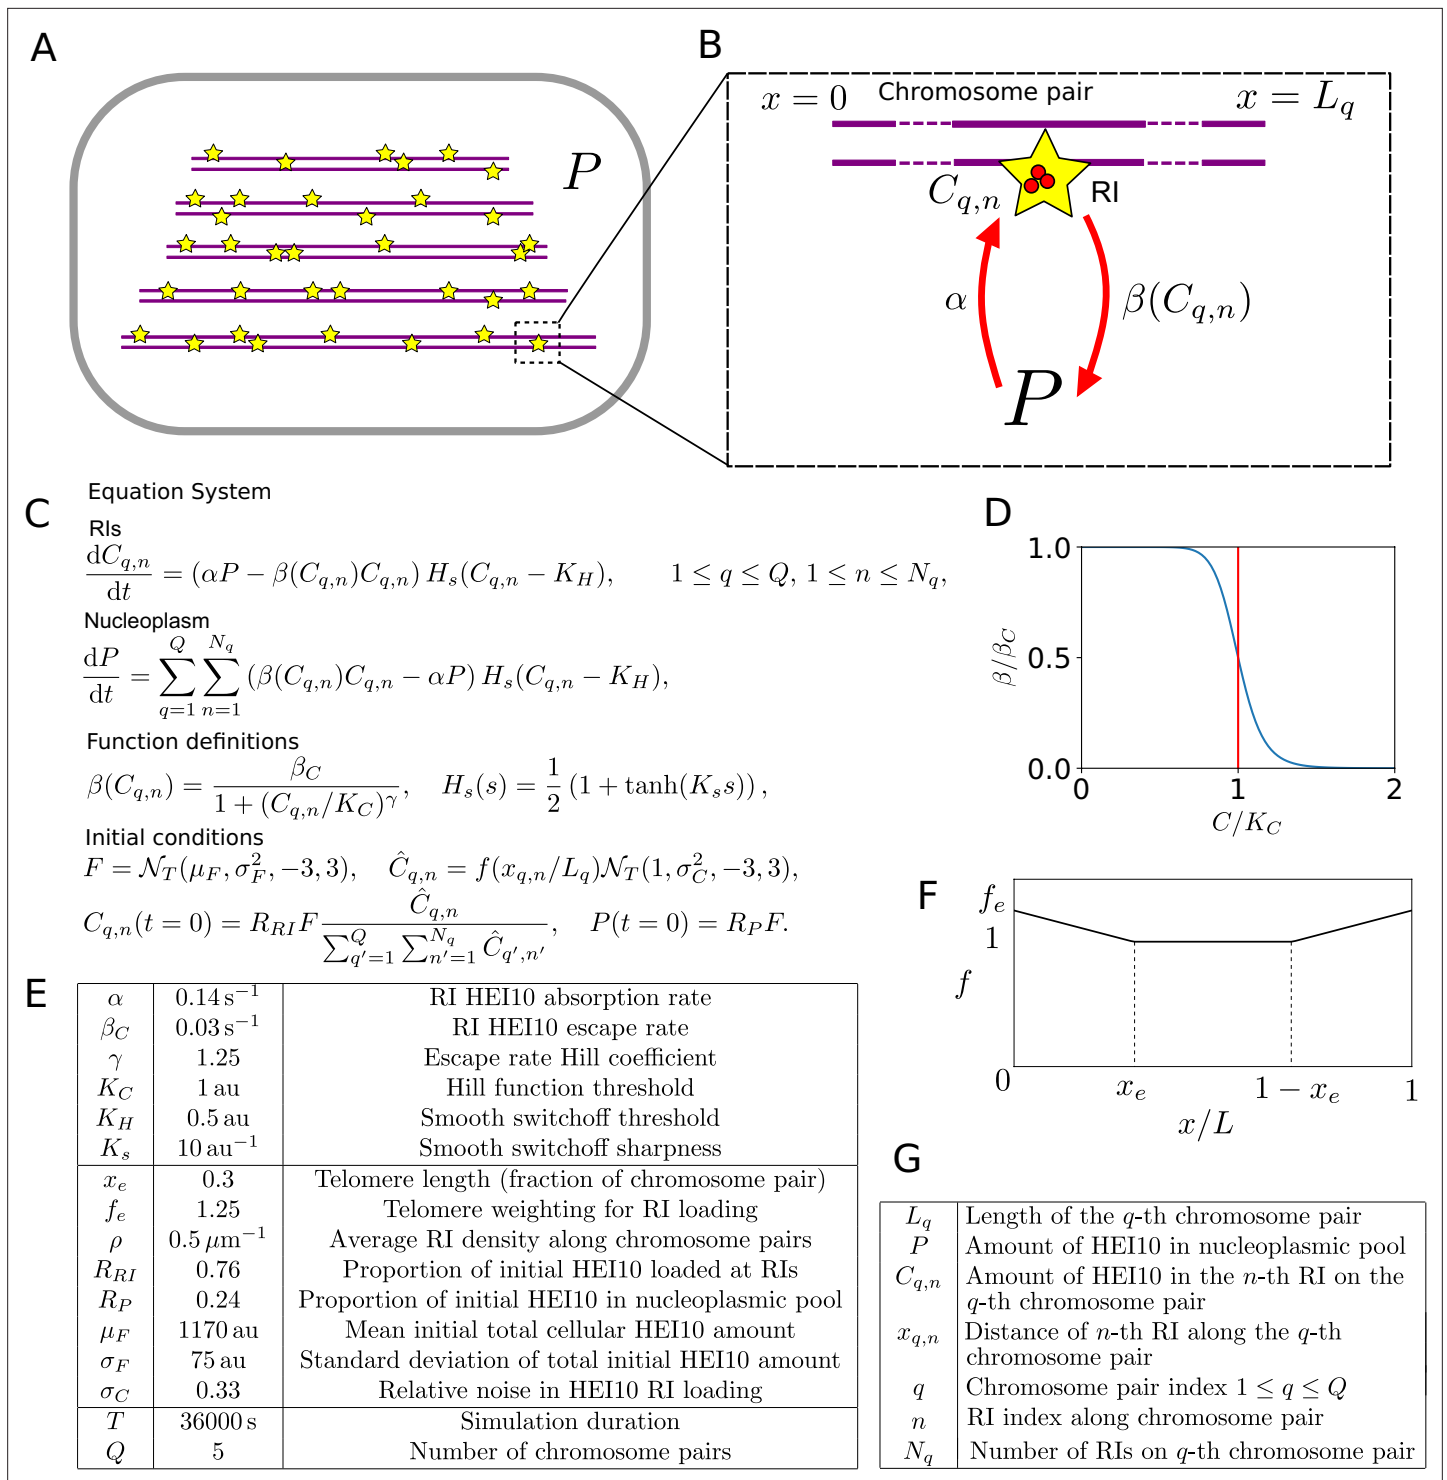 A
P
B
x = 0 Chromosome pair x = L_q
C_{q,n} RI
α β(C_{q,n})
P
C
Equation System
RIs
dC_{q,n}/dt = (αP − β(C_{q,n})C_{q,n}) H_s(C_{q,n} − K_H), 1 ≤ q ≤ Q, 1 ≤ n ≤ N_q,
Nucleoplasm
dP/dt = ∑_{q=1}^{Q} ∑_{n=1}^{N_q} (β(C_{q,n})C_{q,n} − αP) H_s(C_{q,n} − K_H),
Function definitions
β(C_{q,n}) = β_C / (1 + (C_{q,n}/K_C)^γ), H_s(s) = 1/2 (1 + tanh(K_s s)),
Initial conditions
F = 𝒩_T(μ_F, σ_F^2, −3, 3), Ĉ_{q,n} = f(x_{q,n}/L_q)𝒩_T(1, σ_C^2, −3, 3),
C_{q,n}(t = 0) = R_{RI}F Ĉ_{q,n} / (∑_{q'=1}^{Q} ∑_{n'=1}^{N_q} Ĉ_{q',n'}), P(t = 0) = R_P F.
D
1.0
0.5
0.0
β/β_C
0 1 2
C/K_C
E
α 0.14 s^{−1} RI HEI10 absorption rate
β_C 0.03 s^{−1} RI HEI10 escape rate
γ 1.25 Escape rate Hill coefficient
K_C 1 au Hill function threshold
K_H 0.5 au Smooth switchoff threshold
K_s 10 au^{−1} Smooth switchoff sharpness
x_e 0.3 Telomere length (fraction of chromosome pair)
f_e 1.25 Telomere weighting for RI loading
ρ 0.5 μm^{−1} Average RI density along chromosome pairs
R_{RI} 0.76 Proportion of initial HEI10 loaded at RIs
R_P 0.24 Proportion of initial HEI10 in nucleoplasmic pool
μ_F 1170 au Mean initial total cellular HEI10 amount
σ_F 75 au Standard deviation of total initial HEI10 amount
σ_C 0.33 Relative noise in HEI10 RI loading
T 36000 s Simulation duration
Q 5 Number of chromosome pairs
F
f_e
1
f
0 x_e 1 − x_e 1
x/L
G
L_q Length of the q-th chromosome pair
P Amount of HEI10 in nucleoplasmic pool
C_{q,n} Amount of HEI10 in the n-th RI on the
q-th chromosome pair
x_{q,n} Distance of n-th RI along the q-th
chromosome pair
q Chromosome pair index 1 ≤ q ≤ Q
n RI index along chromosome pair
N_q Number of RIs on q-th chromosome pair